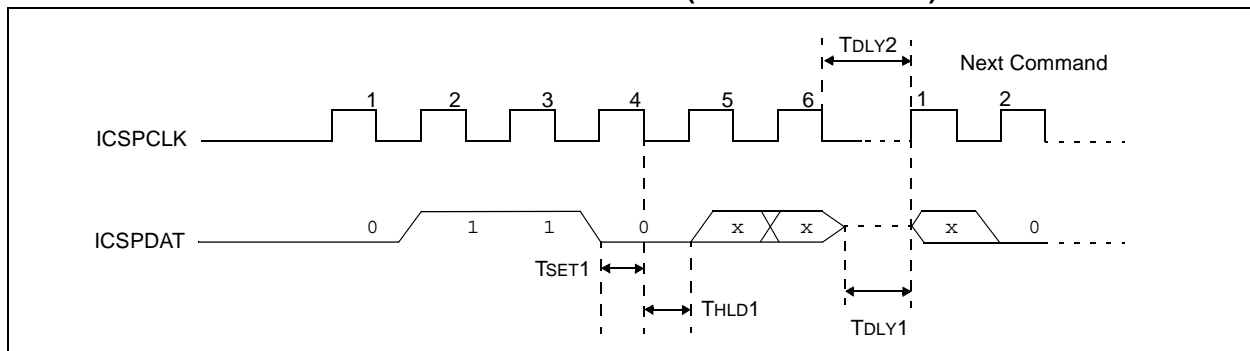 TDLY2
Next Command
1 2 3 4 5 6 1 2
ICSPCLK
ICSPDAT 0 1 1 0 x x x 0
TSET1
THLD1
TDLY1